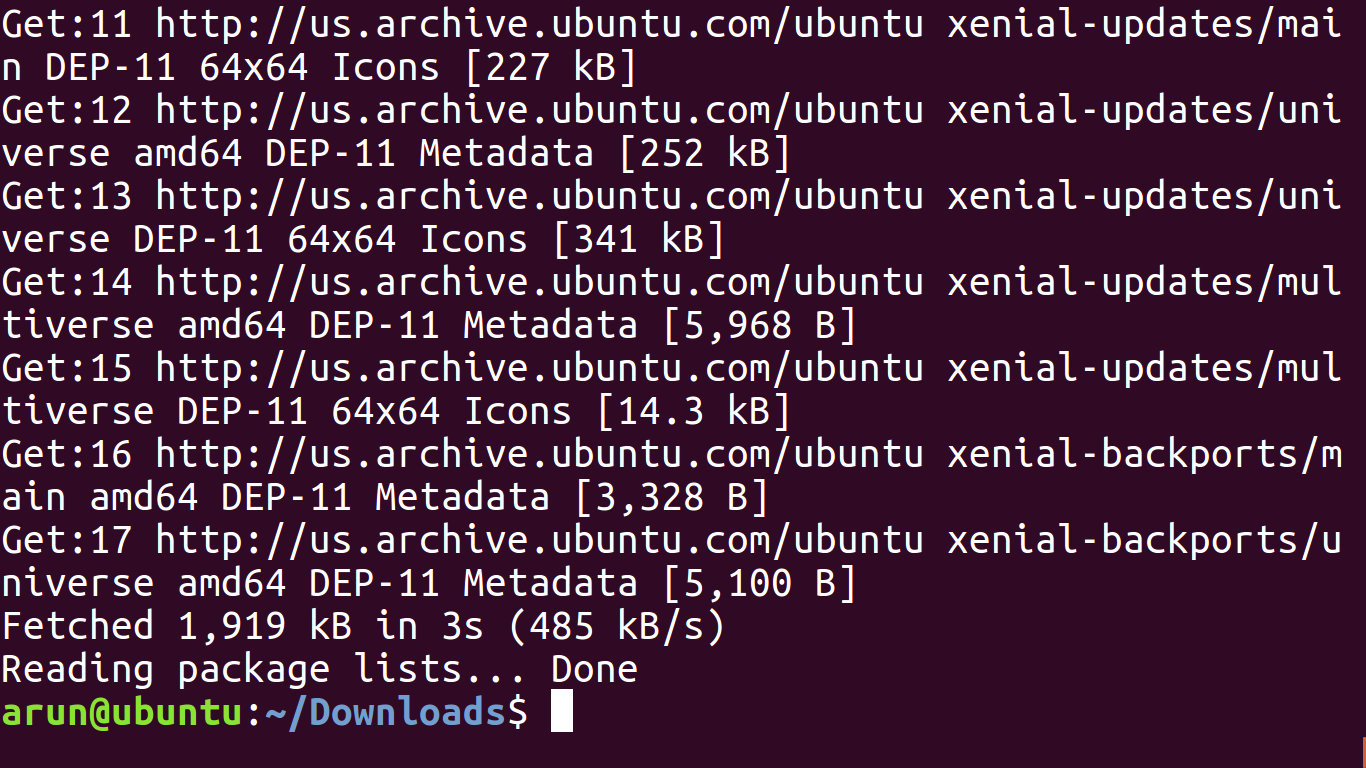 Get:11 http://us.archive.ubuntu.com/ubuntu xenial-updates/mai
n DEP-11 64x64 Icons [227 kB]
Get:12 http://us.archive.ubuntu.com/ubuntu xenial-updates/uni
verse amd64 DEP-11 Metadata [252 kB]
Get:13 http://us.archive.ubuntu.com/ubuntu xenial-updates/uni
verse DEP-11 64x64 Icons [341 kB]
Get:14 http://us.archive.ubuntu.com/ubuntu xenial-updates/mul
tiverse amd64 DEP-11 Metadata [5,968 B]
Get:15 http://us.archive.ubuntu.com/ubuntu xenial-updates/mul
tiverse DEP-11 64x64 Icons [14.3 kB]
Get:16 http://us.archive.ubuntu.com/ubuntu xenial-backports/m
ain amd64 DEP-11 Metadata [3,328 B]
Get:17 http://us.archive.ubuntu.com/ubuntu xenial-backports/u
niverse amd64 DEP-11 Metadata [5,100 B]
Fetched 1,919 kB in 3s (485 kB/s)
Reading package lists... Done
arun@ubuntu:~/Downloads$